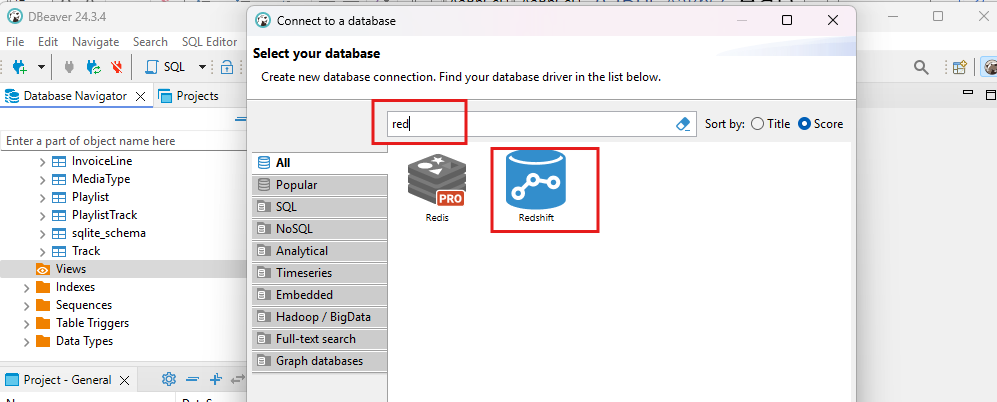 DBeaver 24.3.4
File Edit Navigate Search SQL Editor
SQL
Database Navigator Projects
Enter a part of object name here
InvoiceLine
MediaType
Playlist
PlaylistTrack
sqlite_schema
Track
Views
Indexes
Sequences
Table Triggers
Data Types
Project - General
Connect to a database
Select your database
Create new database connection. Find your database driver in the list below.
red
Sort by: Title Score
All
Popular
SQL
NoSQL
Analytical
Timeseries
Embedded
Hadoop / BigData
Full-text search
Graph databases
PRO
Redis
Redshift